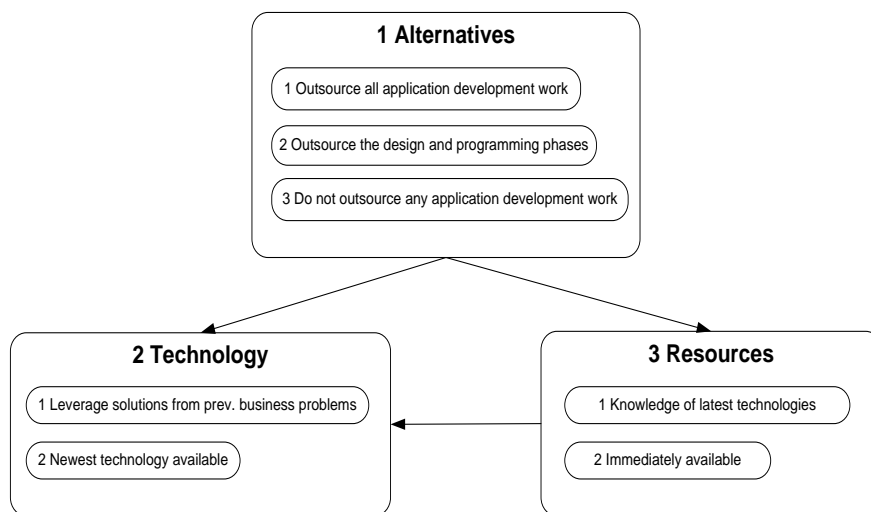 1 Alternatives
1 Outsource all application development work
2 Outsource the design and programming phases
3 Do not outsource any application development work
2 Technology
1 Leverage solutions from prev. business problems
2 Newest technology available
3 Resources
1 Knowledge of latest technologies
2 Immediately available